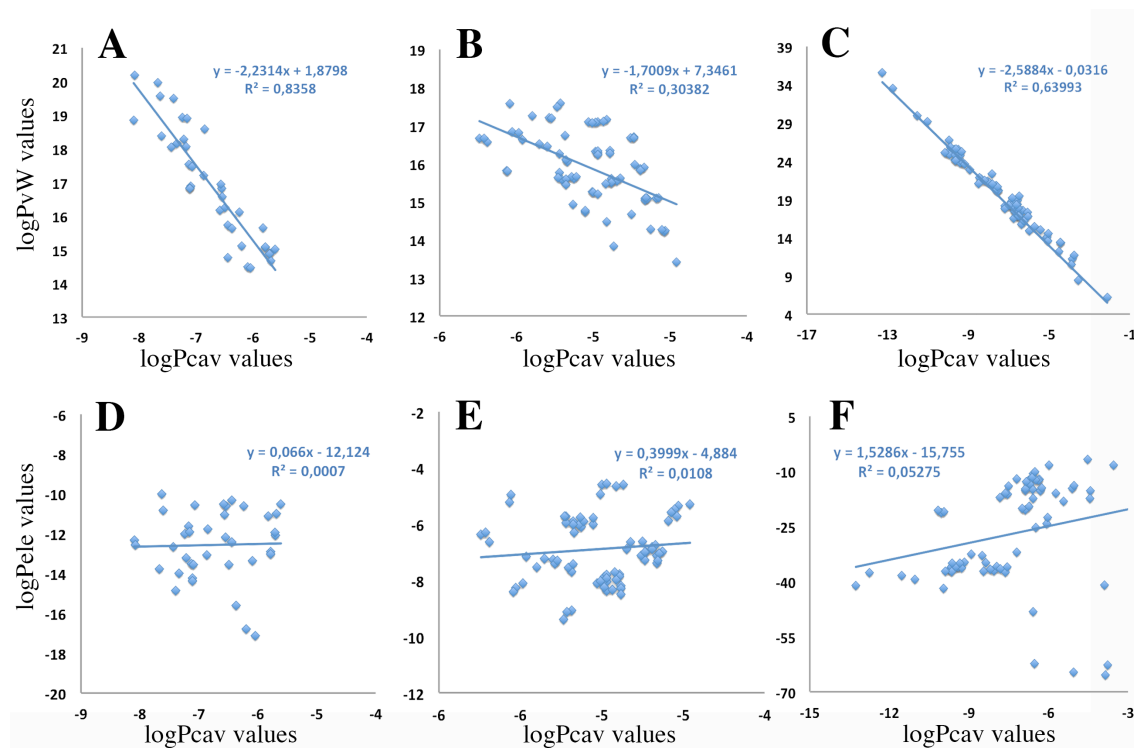 A
y = -2,2314x + 1,8798
R² = 0,8358
21
20
19
18
17
16
15
14
13
-9
-8
-7
-6
-5
-4
logPvW values
logPcav values
B
y = -1,7009x + 7,3461
R² = 0,30382
19
18
17
16
15
14
13
12
-6
-6
-5
-5
-4
logPcav values
C
y = -2,5884x - 0,0316
R² = 0,63993
39
34
29
24
19
14
9
4
-17
-13
-9
-5
-1
logPcav values
D
y = 0,066x - 12,124
R² = 0,0007
-6
-8
-10
-12
-14
-16
-18
-20
-9
-8
-7
-6
-5
-4
logPele values
logPcav values
E
y = 0,3999x - 4,884
R² = 0,0108
-2
-4
-6
-8
-10
-12
-6
-6
-5
-5
-4
logPcav values
F
y = 1,5286x - 15,755
R² = 0,05275
5
-10
-25
-40
-55
-70
-15
-12
-9
-6
-3
logPcav values